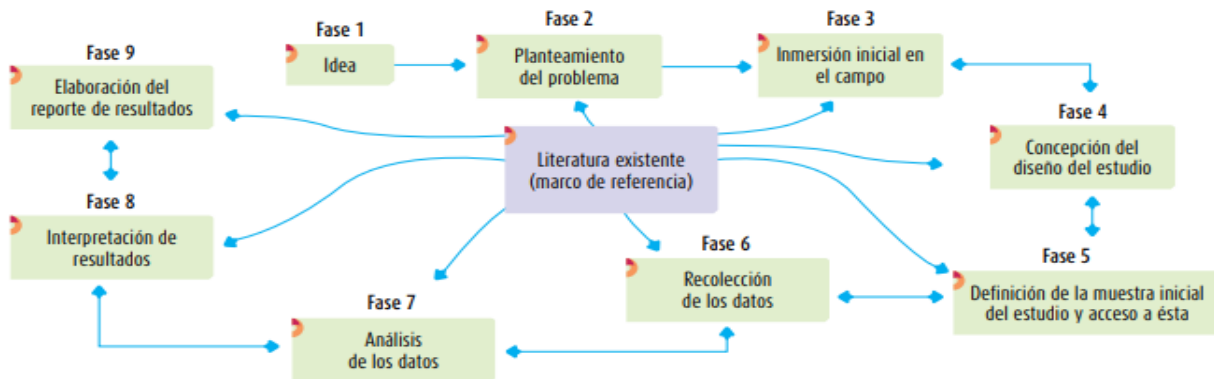 Fase 1
Idea
Fase 2
Planteamiento
del problema
Fase 3
Inmersión inicial en
el campo
Fase 4
Concepción del
diseño del estudio
Fase 5
Definición de la muestra inicial
del estudio y acceso a ésta
Fase 6
Recolección
de los datos
Fase 7
Análisis
de los datos
Fase 8
Interpretación de
resultados
Fase 9
Elaboración del
reporte de resultados
Literatura existente
(marco de referencia)